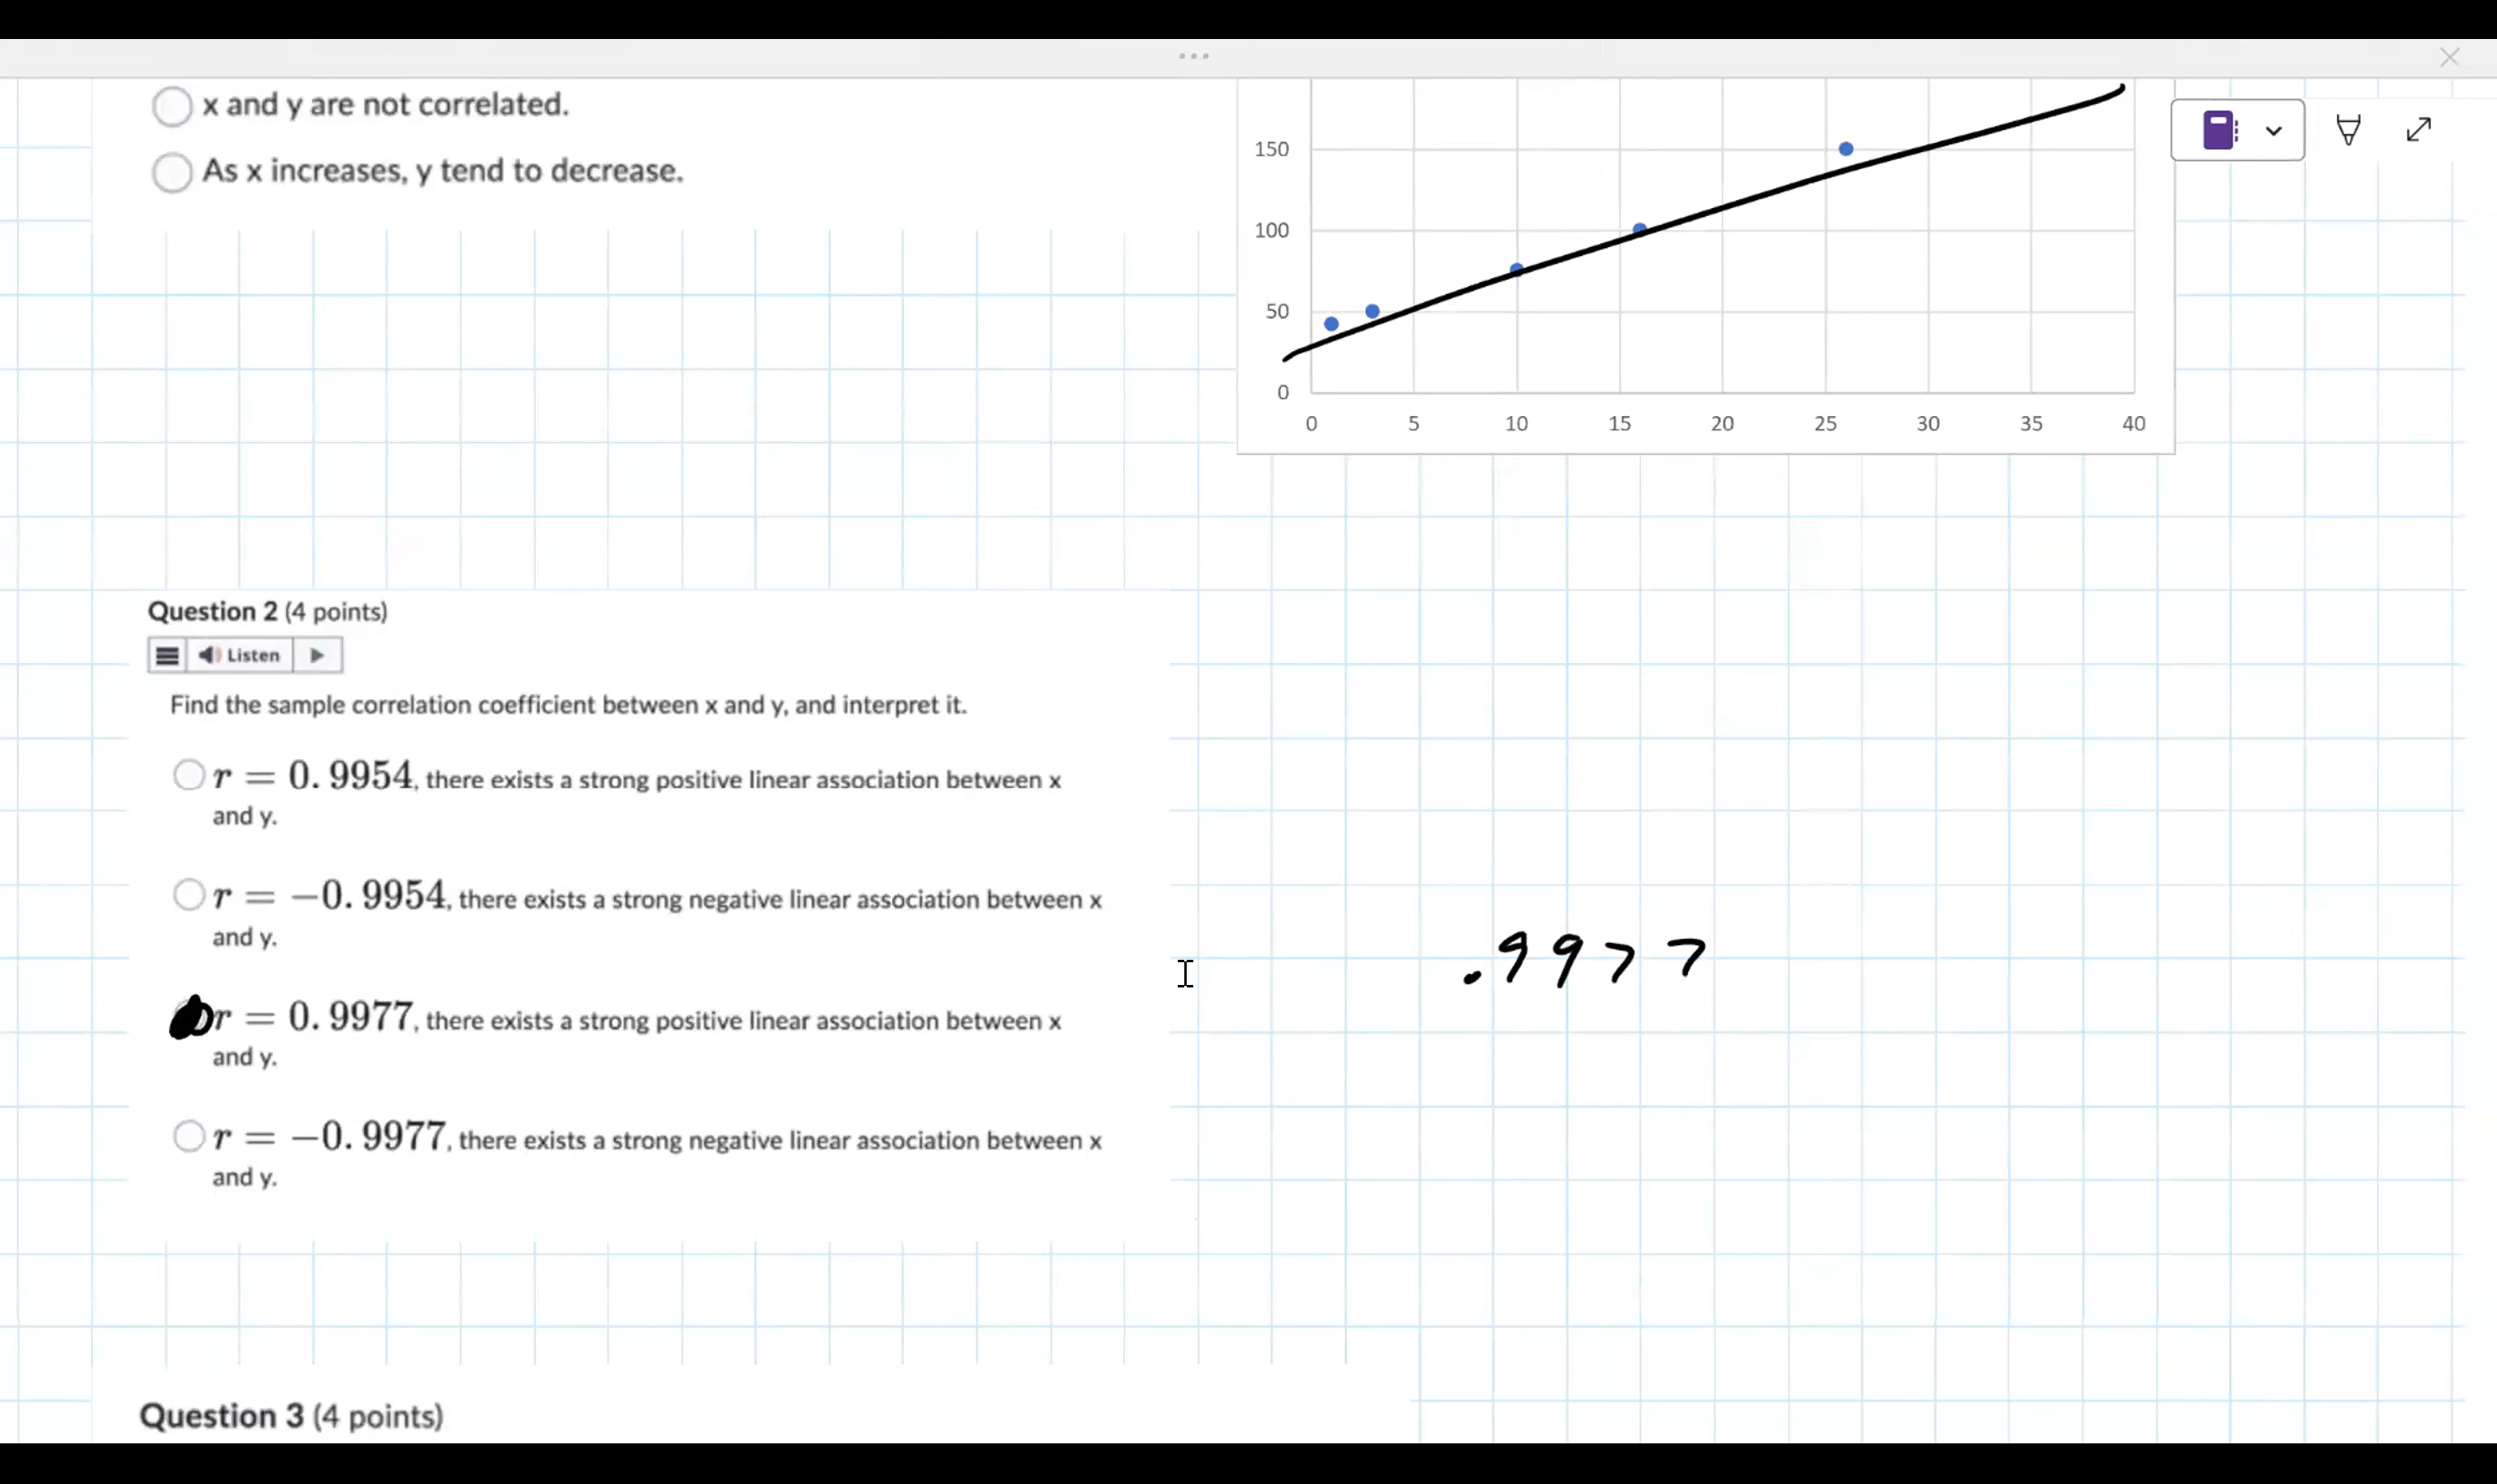 x and y are not correlated.
As x increases, y tend to decrease.
150
100
50
0
0 5 10 15 20 25 30 35 40
Question 2 (4 points)
Listen
Find the sample correlation coefficient between x and y, and interpret it.
r = 0.9954, there exists a strong positive linear association between x
and y.
r = −0.9954, there exists a strong negative linear association between x
and y.
r = 0.9977, there exists a strong positive linear association between x
and y.
r = −0.9977, there exists a strong negative linear association between x
and y.
.9977
Question 3 (4 points)